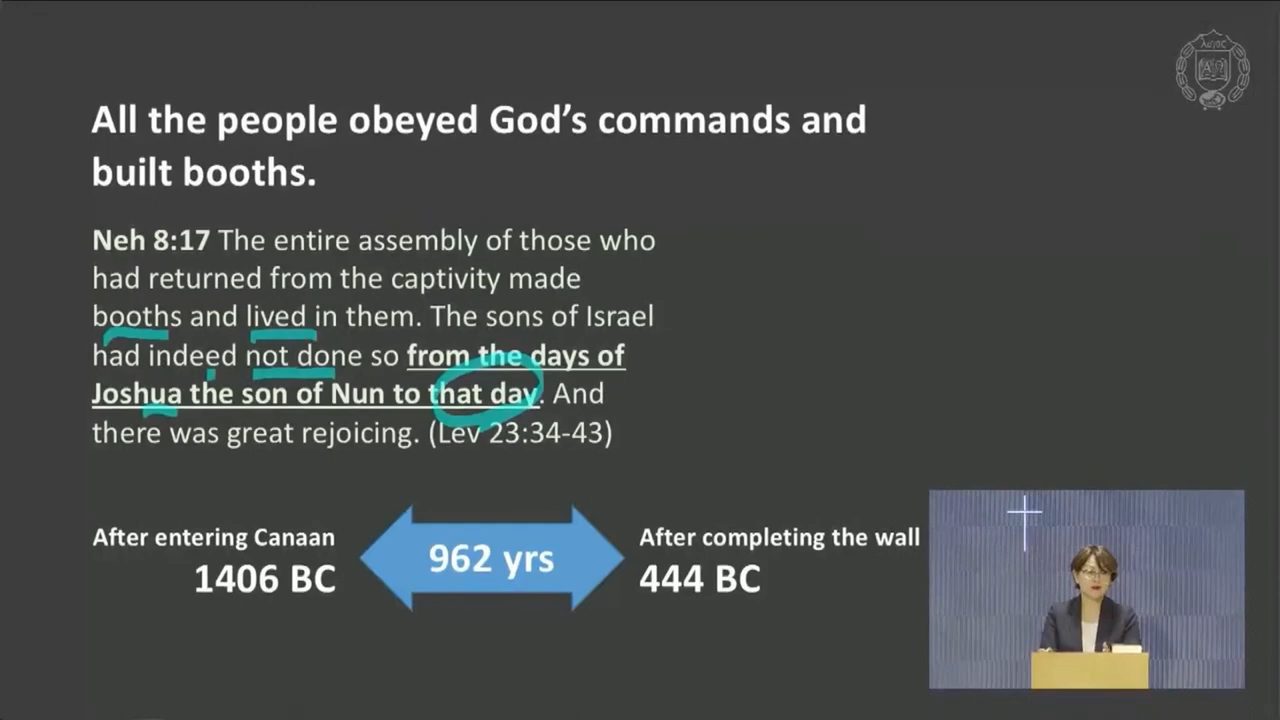 λόγος
All the people obeyed God’s commands and
built booths.
Neh 8:17 The entire assembly of those who
had returned from the captivity made
booths and lived in them. The sons of Israel
had indeed not done so from the days of
Joshua the son of Nun to that day. And
there was great rejoicing. (Lev 23:34-43)
After entering Canaan
1406 BC
962 yrs
After completing the wall
444 BC